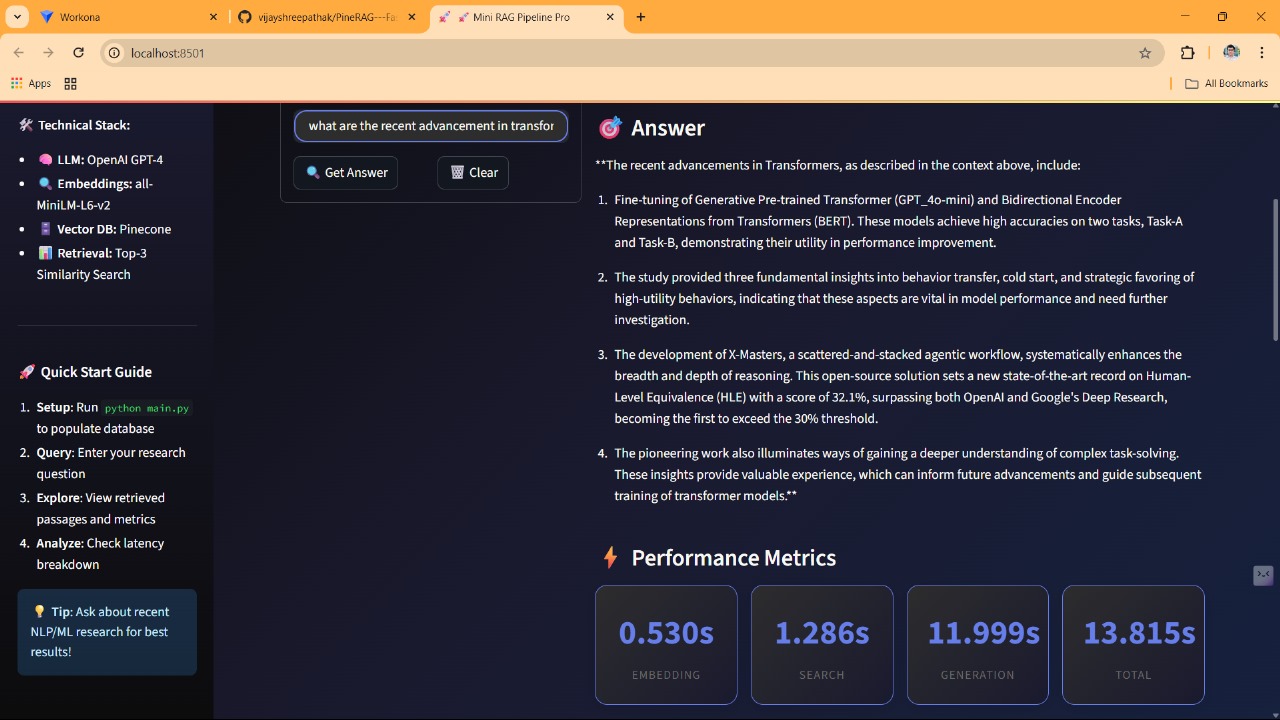 Workona
vijayshreepathak/PineRAG---Fa
Mini RAG Pipeline Pro
localhost:8501
Apps
All Bookmarks
Technical Stack:
LLM: OpenAI GPT-4
Embeddings: all-
MiniLM-L6-v2
Vector DB: Pinecone
Retrieval: Top-3
Similarity Search
Quick Start Guide
1. Setup: Run python main.py
to populate database
2. Query: Enter your research
question
3. Explore: View retrieved
passages and metrics
4. Analyze: Check latency
breakdown
Tip: Ask about recent
NLP/ML research for best
results!
what are the recent advancement in transfor
Get Answer
Clear
Answer
**The recent advancements in Transformers, as described in the context above, include:
1. Fine-tuning of Generative Pre-trained Transformer (GPT_4o-mini) and Bidirectional Encoder
Representations from Transformers (BERT). These models achieve high accuracies on two tasks, Task-A
and Task-B, demonstrating their utility in performance improvement.
2. The study provided three fundamental insights into behavior transfer, cold start, and strategic favoring of
high-utility behaviors, indicating that these aspects are vital in model performance and need further
investigation.
3. The development of X-Masters, a scattered-and-stacked agentic workflow, systematically enhances the
breadth and depth of reasoning. This open-source solution sets a new state-of-the-art record on Human-
Level Equivalence (HLE) with a score of 32.1%, surpassing both OpenAI and Google's Deep Research,
becoming the first to exceed the 30% threshold.
4. The pioneering work also illuminates ways of gaining a deeper understanding of complex task-solving.
These insights provide valuable experience, which can inform future advancements and guide subsequent
training of transformer models.**
Performance Metrics
0.530s
EMBEDDING
1.286s
SEARCH
11.999s
GENERATION
13.815s
TOTAL